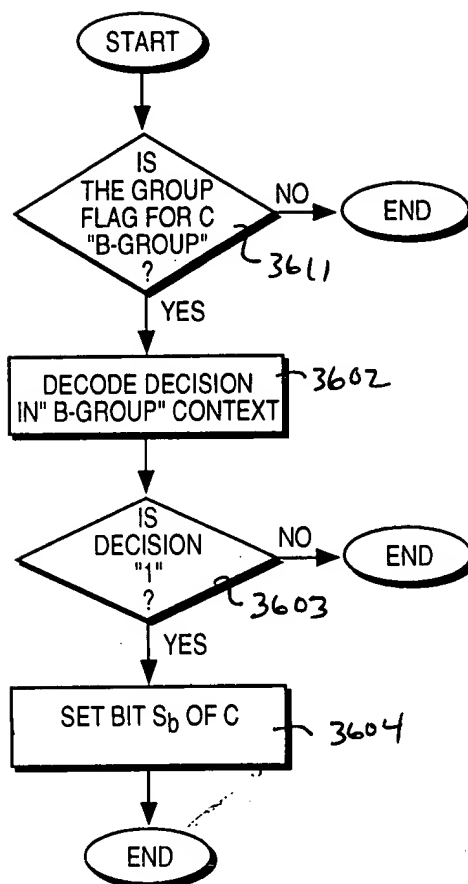 START
IS
THE GROUP
FLAG FOR C
"B-GROUP"
?
NO
END
3611
YES
DECODE DECISION
IN" B-GROUP" CONTEXT
3602
IS
DECISION
"1"
?
NO
END
3603
YES
SET BIT Sb OF C
3604
END